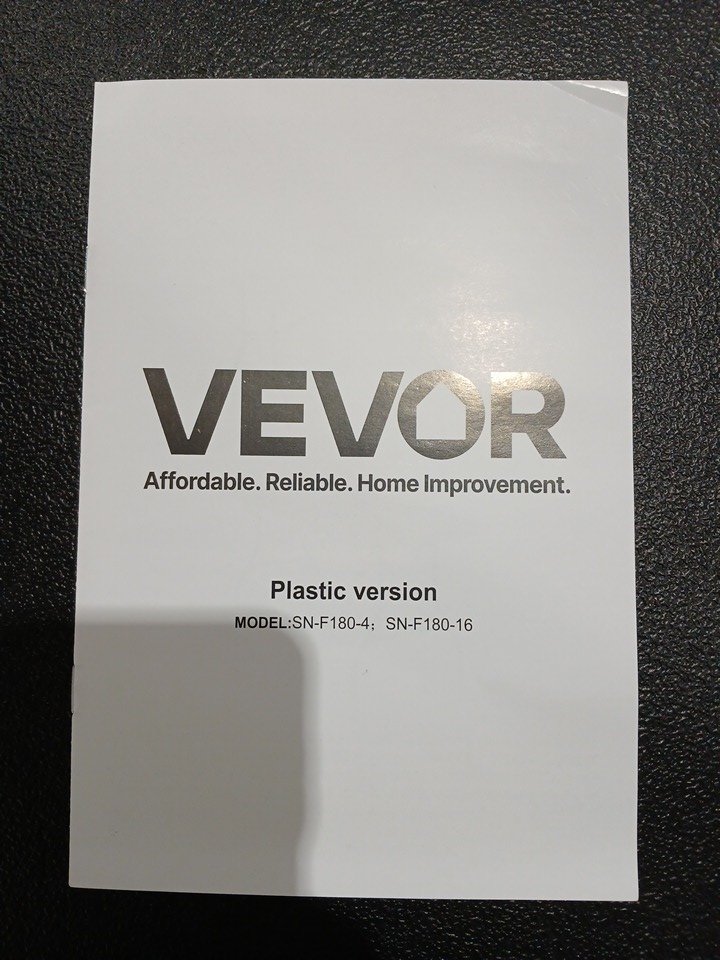 VEVOR
Affordable. Reliable. Home Improvement.
Plastic version
MODEL:SN-F180-4；SN-F180-16